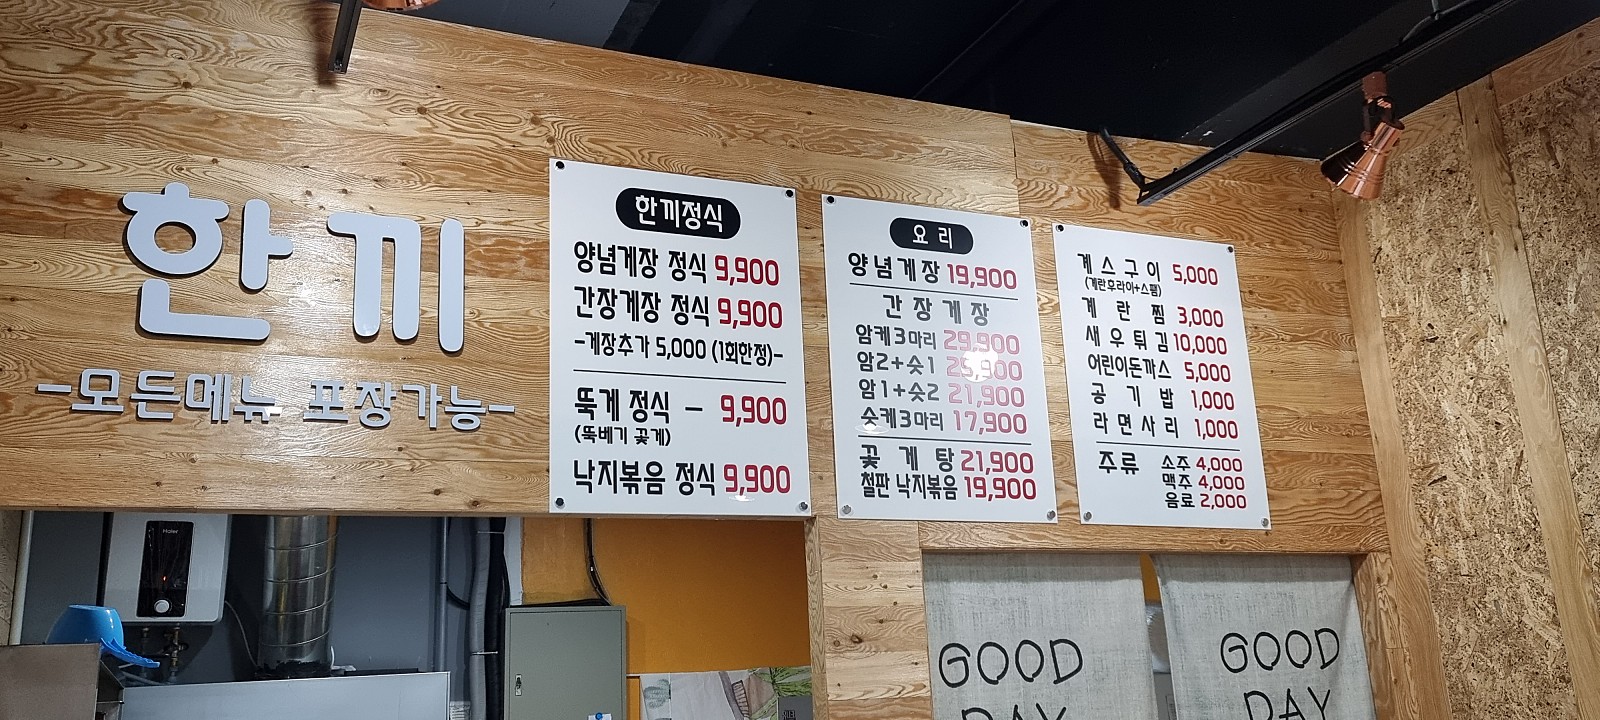 한끼
-모든메뉴 포장가능-
한끼정식
양념게장 정식 9,900
간장게장 정식 9,900
-게장추가 5,000 (1회한정)-
뚝게 정식 - 9,900
(뚝배기 꽃게)
낙지볶음 정식 9,900
요리
양념게장 19,900
간장게장
암케3마리 29,900
암2+숫1 25,900
암1+숫2 21,900
숫케3마리 17,900
꽃게탕 21,900
철판 낙지볶음 19,900
계스구이 5,000
(계란후라이+스팸)
계란찜 3,000
새우튀김 10,000
어린이돈까스 5,000
공기밥 1,000
라면사리 1,000
주류 소주 4,000
맥주 4,000
음료 2,000
Haier
GOOD
DAY
GOOD
DAY